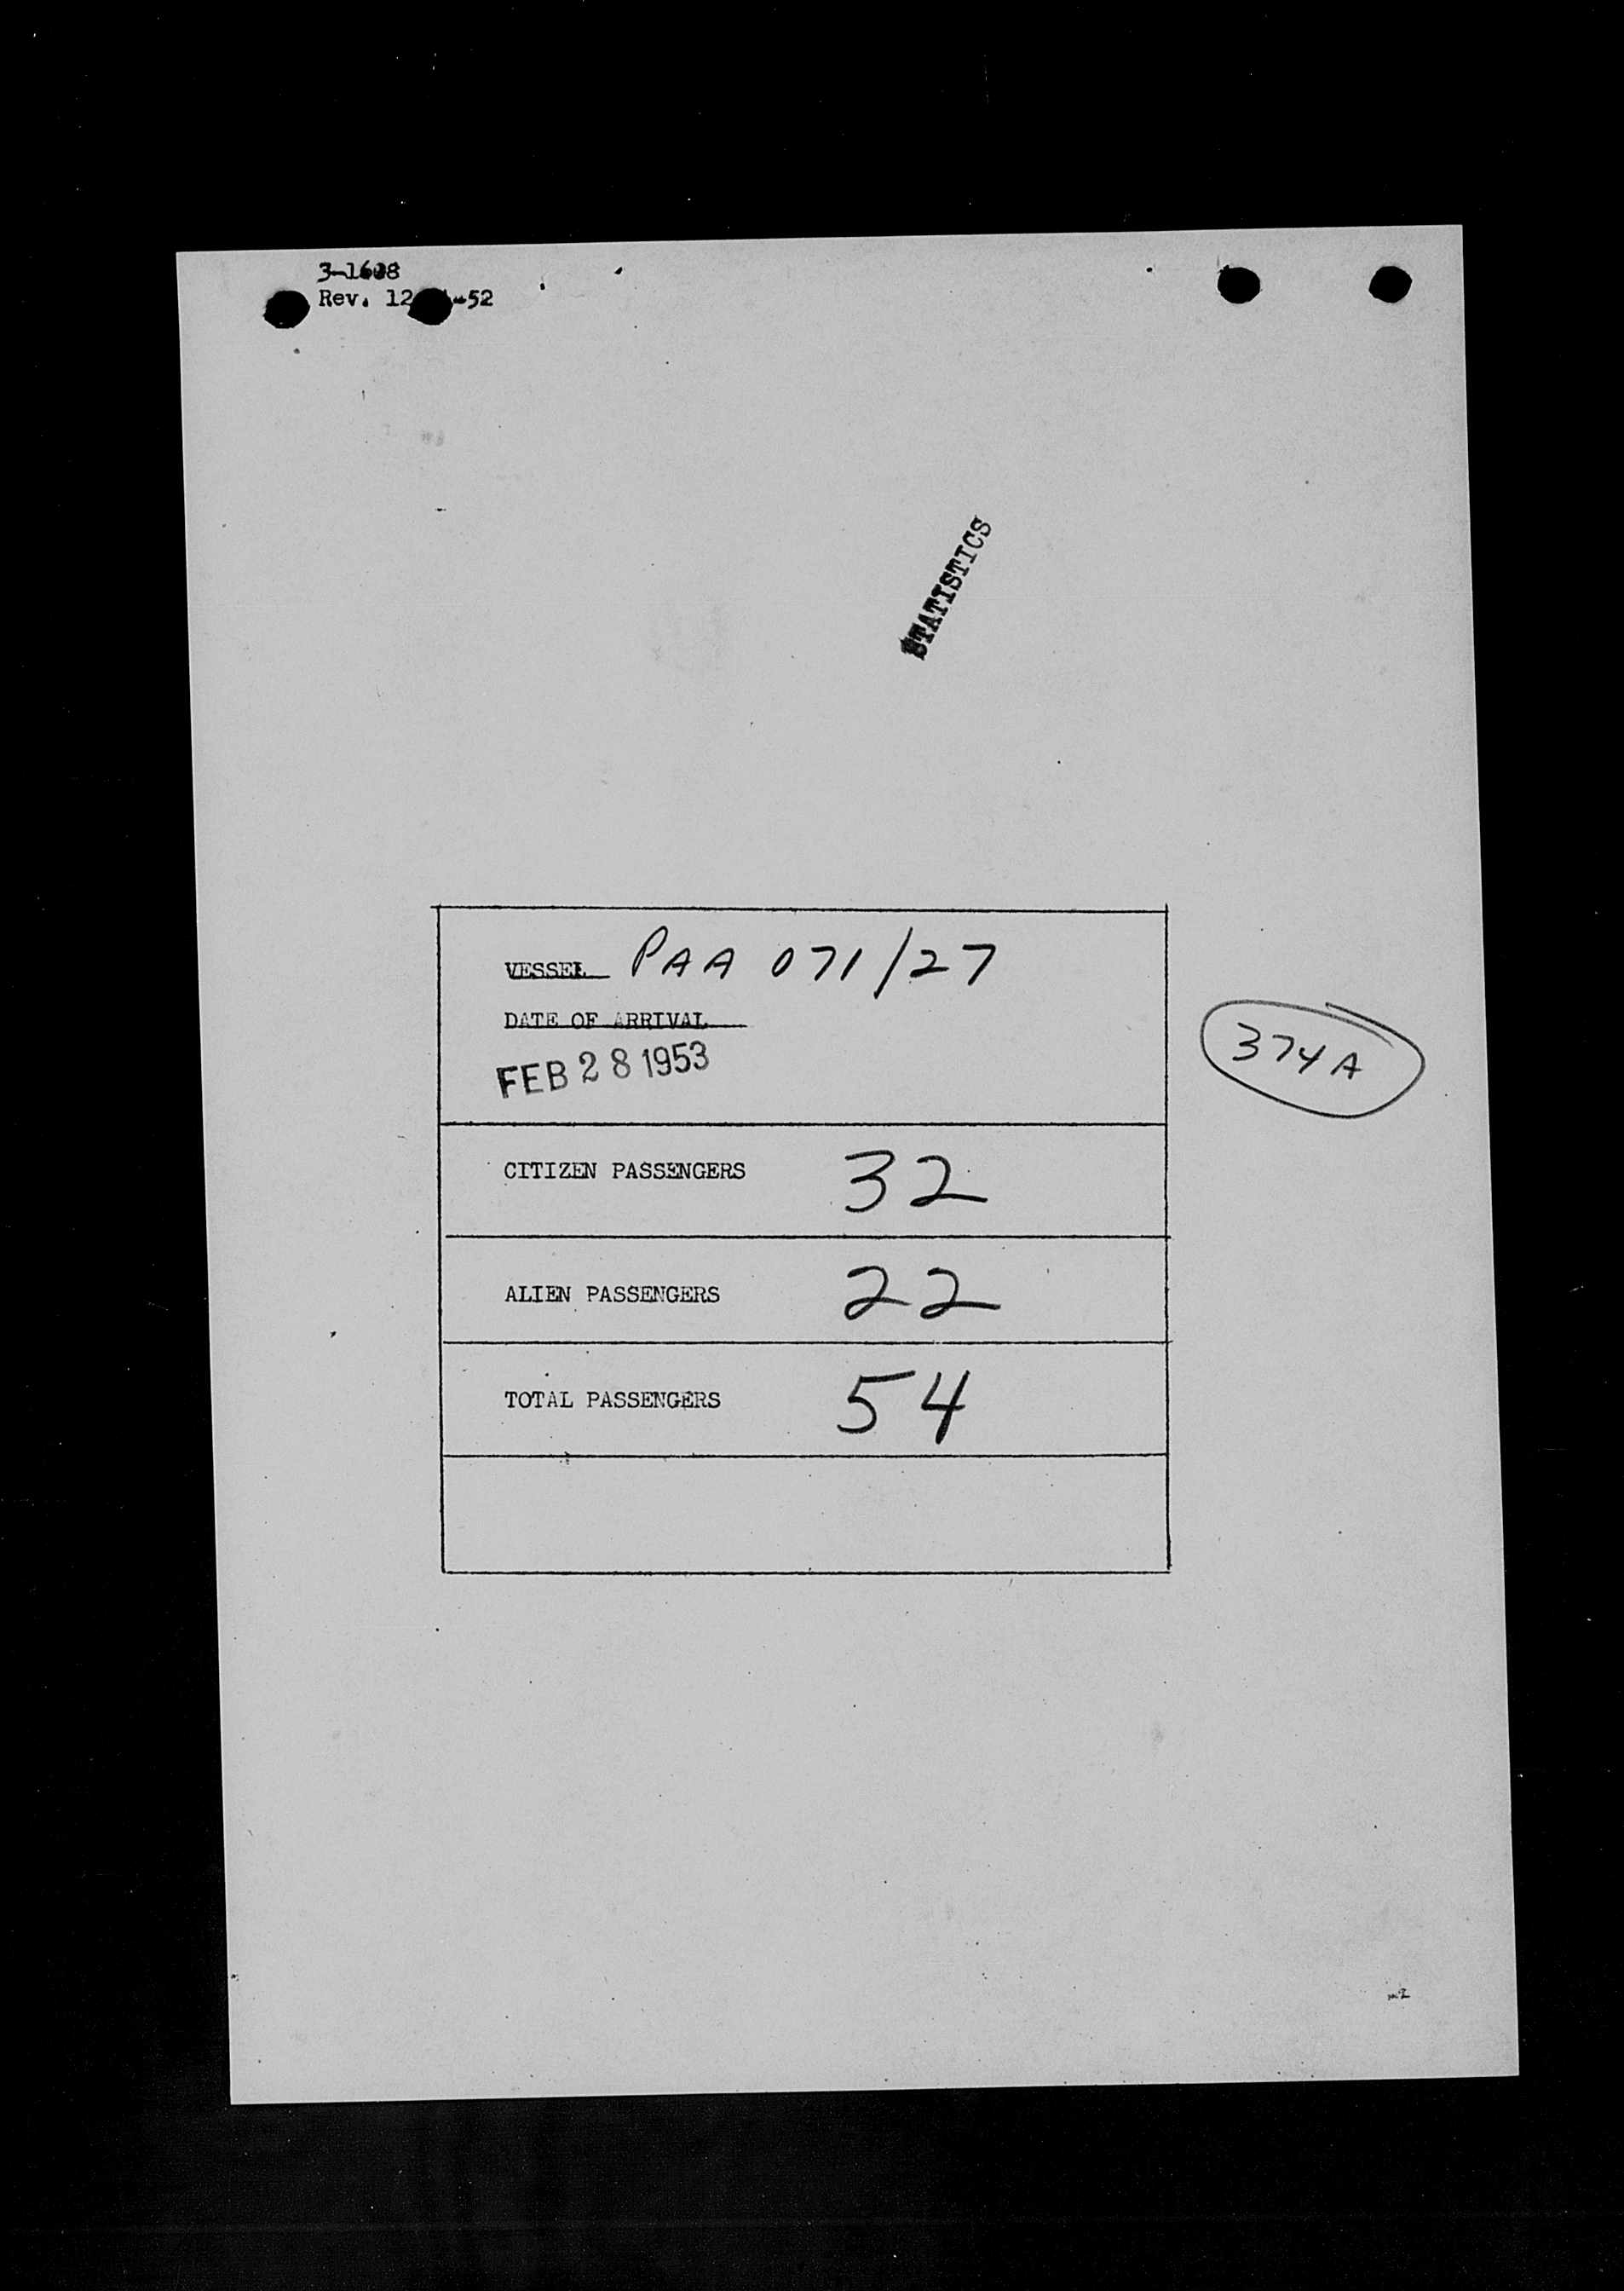 3-1608
Rev. 12 -52
STATISTICS
VESSEL PAA 071/27
DATE OF ARRIVAL
FEB 28 1953
374A
CITIZEN PASSENGERS 32
ALIEN PASSENGERS 22
TOTAL PASSENGERS 54